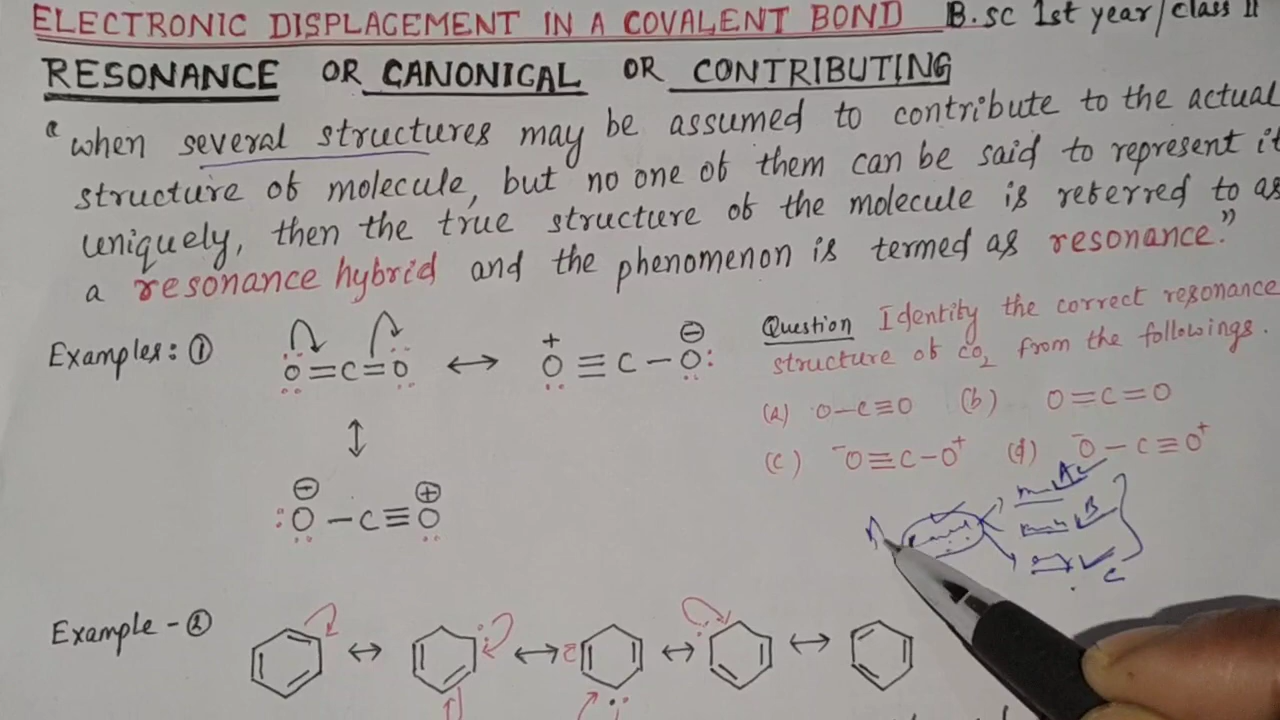 ELECTRONIC DISPLACEMENT IN A COVALENT BOND B.Sc 1st year/class 11
RESONANCE OR CANONICAL OR CONTRIBUTING
"when several structures may be assumed to contribute to the actual
structure of molecule, but no one of them can be said to represent it
uniquely, then the true structure of the molecule is referred to as
a resonance hybrid and the phenomenon is termed as resonance."
Examples: ① O=C=O ↔ O⁺≡C–O⊖
↕
O⊖–C≡O⊕
Question Identity the correct resonance
structure of CO₂ from the followings.
(a) O–C≡O (b) O=C=O
(c) ⁻O≡C–O⁺ (d) ⁻O–C≡O⁺
A
B
C
Example - ②